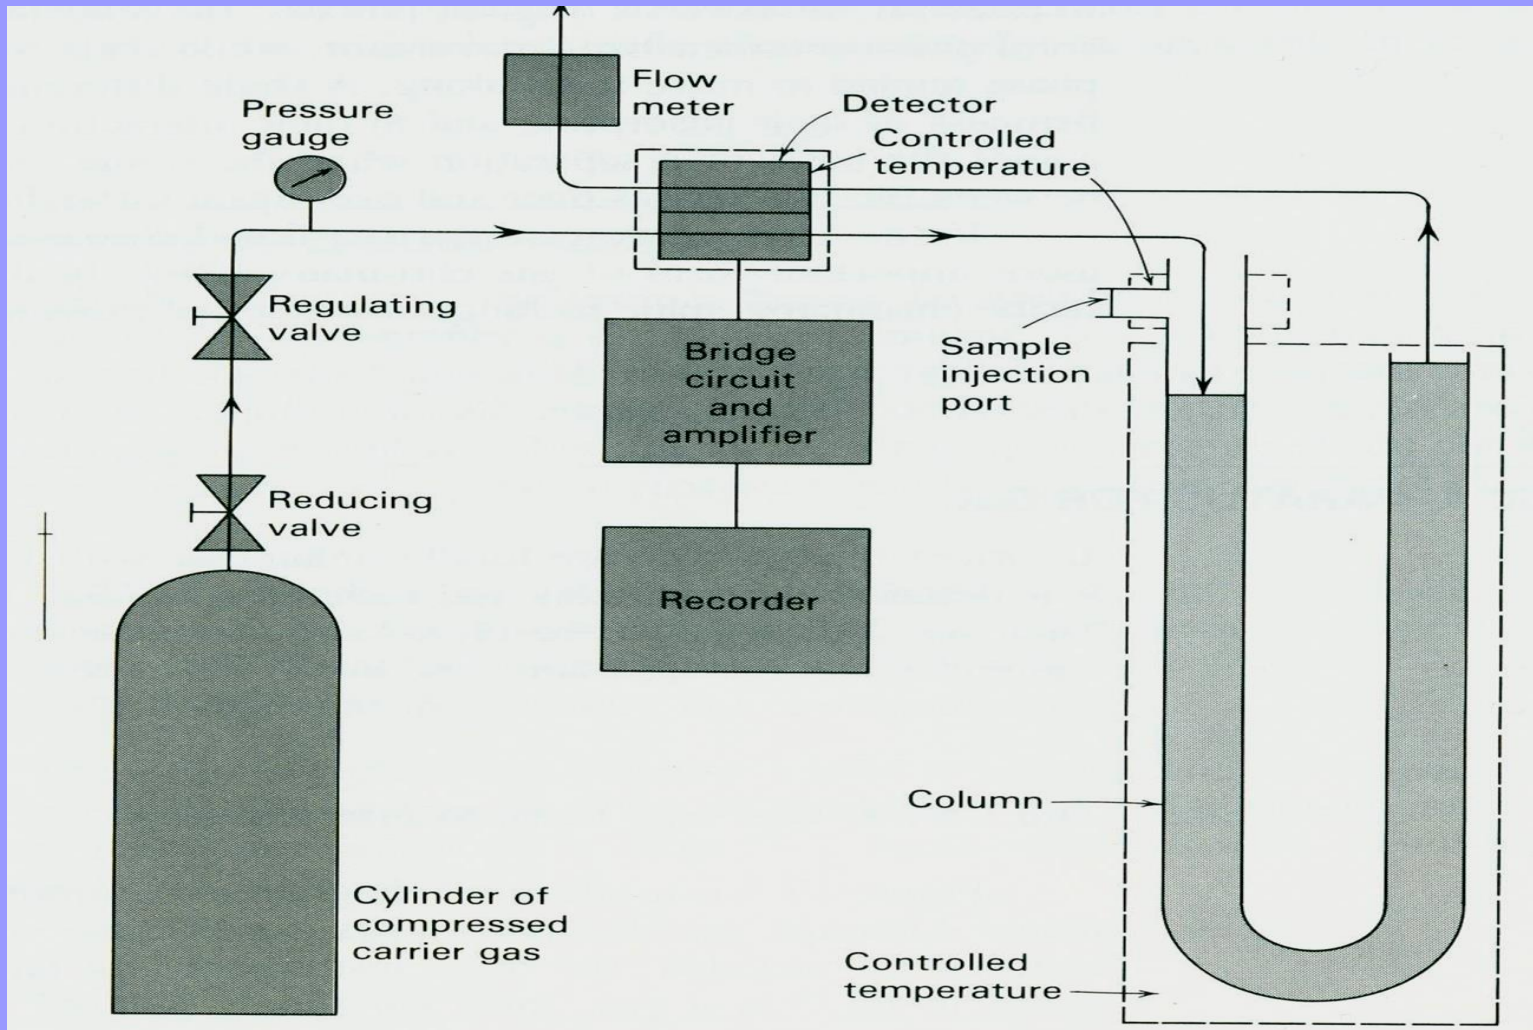 Flow
meter
Pressure
gauge
Detector
Controlled
temperature
Regulating
valve
Bridge
circuit
and
amplifier
Sample
injection
port
Reducing
valve
Recorder
Column
Cylinder of
compressed
carrier gas
Controlled
temperature